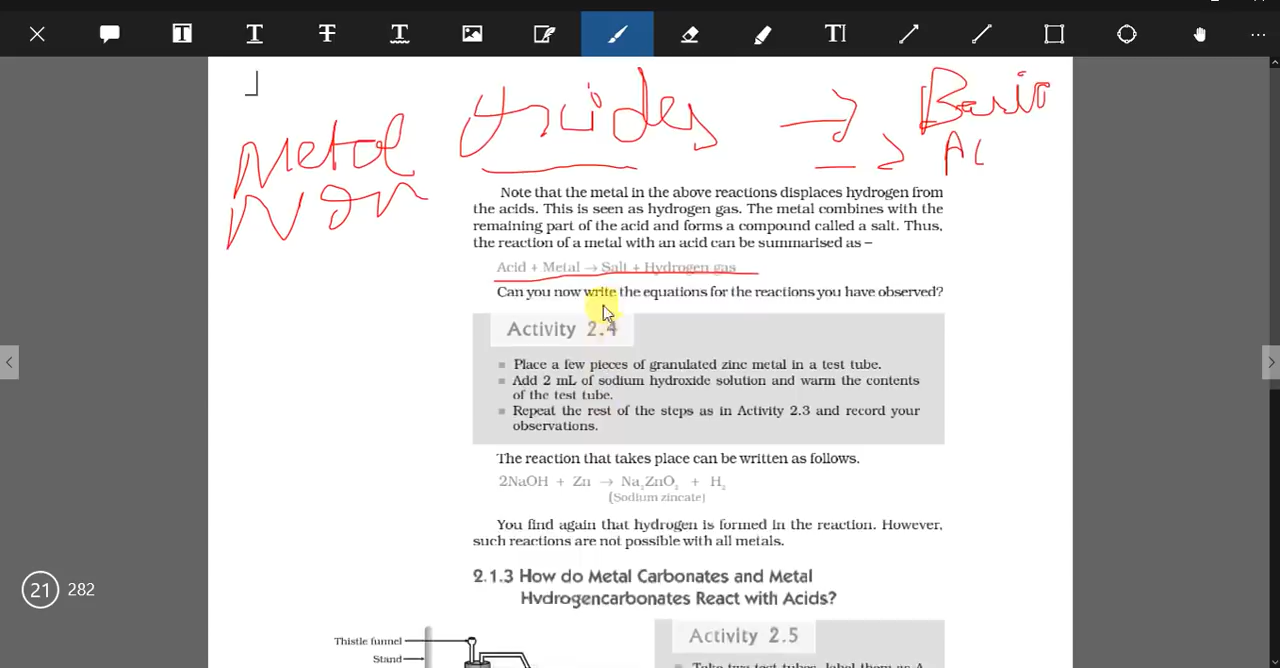 Metal Oxides → Basic
Non → Ac
Note that the metal in the above reactions displaces hydrogen from
the acids. This is seen as hydrogen gas. The metal combines with the
remaining part of the acid and forms a compound called a salt. Thus,
the reaction of a metal with an acid can be summarised as –
Acid + Metal → Salt + Hydrogen gas
Can you now write the equations for the reactions you have observed?
Activity 2.4
■ Place a few pieces of granulated zinc metal in a test tube.
■ Add 2 mL of sodium hydroxide solution and warm the contents
of the test tube.
■ Repeat the rest of the steps as in Activity 2.3 and record your
observations.
The reaction that takes place can be written as follows.
2NaOH + Zn → Na₂ZnO₂ + H₂
(Sodium zincate)
You find again that hydrogen is formed in the reaction. However,
such reactions are not possible with all metals.
2.1.3 How do Metal Carbonates and Metal
Hydrogencarbonates React with Acids?
21 282
Activity 2.5
Thistle funnel
Stand
■ Take two test tubes, label them as A